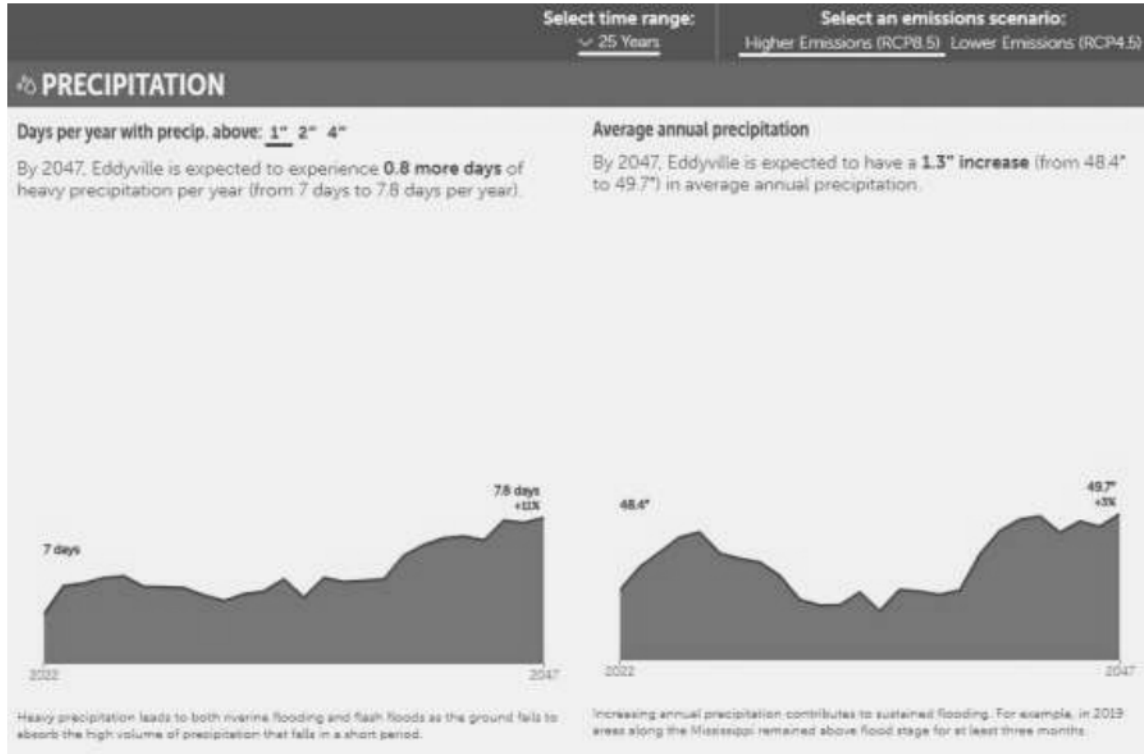 Select time range:
25 Years
Select an emissions scenario:
Higher Emissions (RCP8.5) Lower Emissions (RCP4.5)
PRECIPITATION
Days per year with precip. above: 1" 2" 4"
By 2047, Eddyville is expected to experience 0.8 more days of
heavy precipitation per year (from 7 days to 7.8 days per year).
7 days
7.8 days
+11%
2022
2047
Heavy precipitation leads to both riverine flooding and flash floods as the ground fails to
absorb the high volume of precipitation that falls in a short period.
Average annual precipitation
By 2047, Eddyville is expected to have a 1.3" increase (from 48.4"
to 49.7") in average annual precipitation.
48.4"
49.7"
+3%
2022
2047
Increasing annual precipitation contributes to sustained flooding. For example, in 2019
areas along the Mississippi remained above flood stage for at least three months.